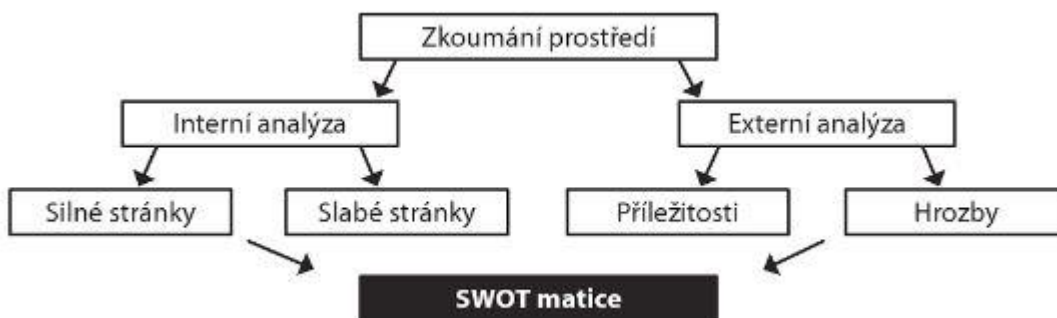 Zkoumání prostředí
Interní analýza
Externí analýza
Silné stránky
Slabé stránky
Příležitosti
Hrozby
SWOT matice